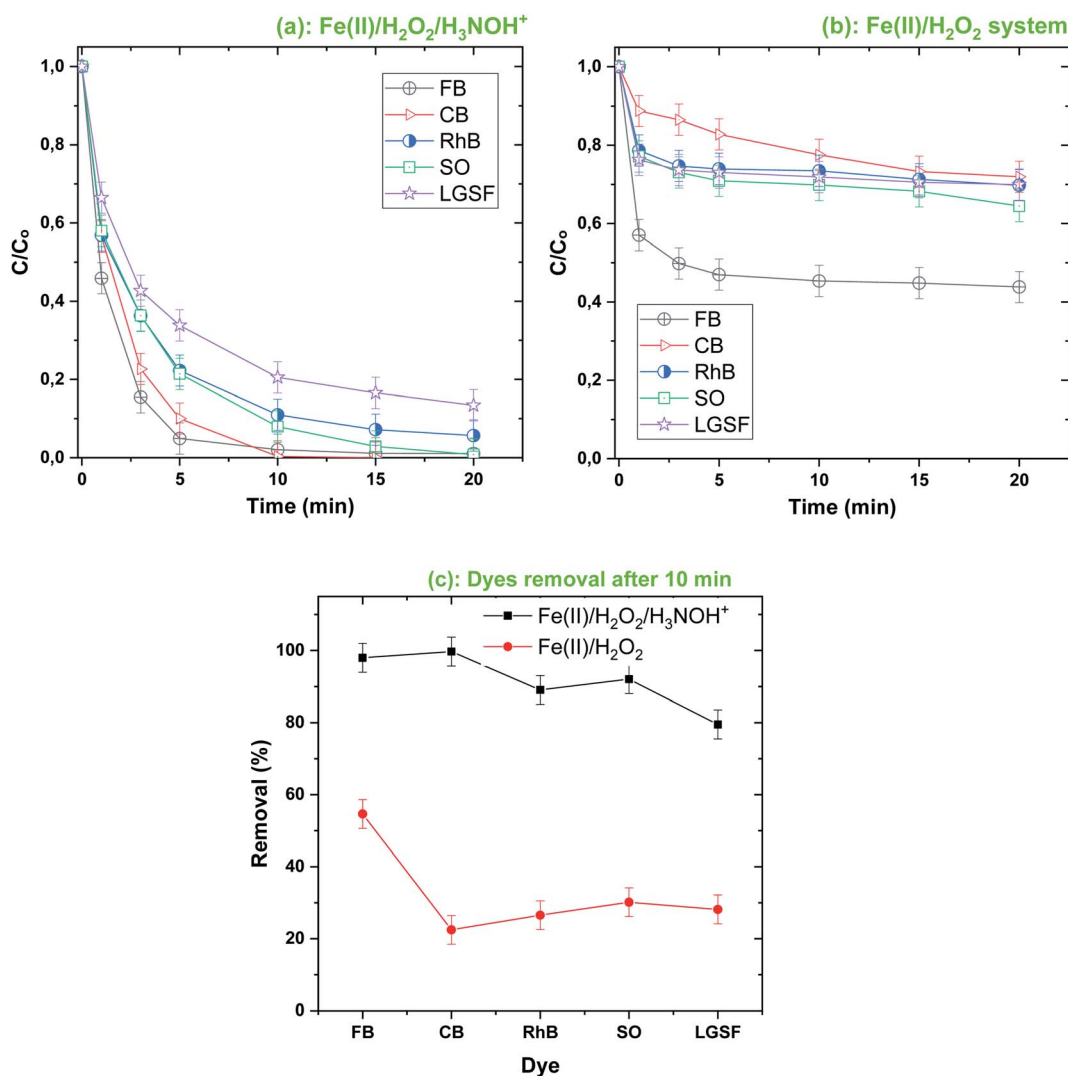 (a): Fe(II)/H₂O₂/H₃NOH⁺
1,0
0,8
0,6
0,4
0,2
0,0
C/Cₒ
FB
CB
RhB
SO
LGSF
0
5
10
15
20
Time (min)
(b): Fe(II)/H₂O₂ system
1,0
0,8
0,6
0,4
0,2
0,0
C/Cₒ
FB
CB
RhB
SO
LGSF
0
5
10
15
20
Time (min)
(c): Dyes removal after 10 min
Fe(II)/H₂O₂/H₃NOH⁺
Fe(II)/H₂O₂
100
80
60
40
20
0
Removal (%)
FB
CB
RhB
SO
LGSF
Dye